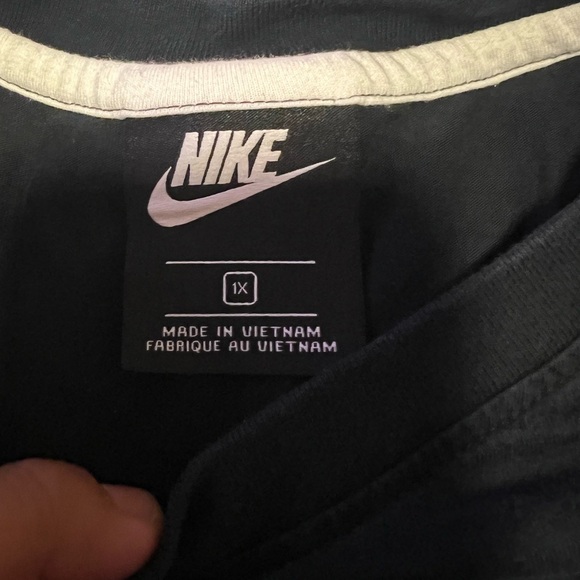 NIKE
1X
MADE IN VIETNAM
FABRIQUE AU VIETNAM